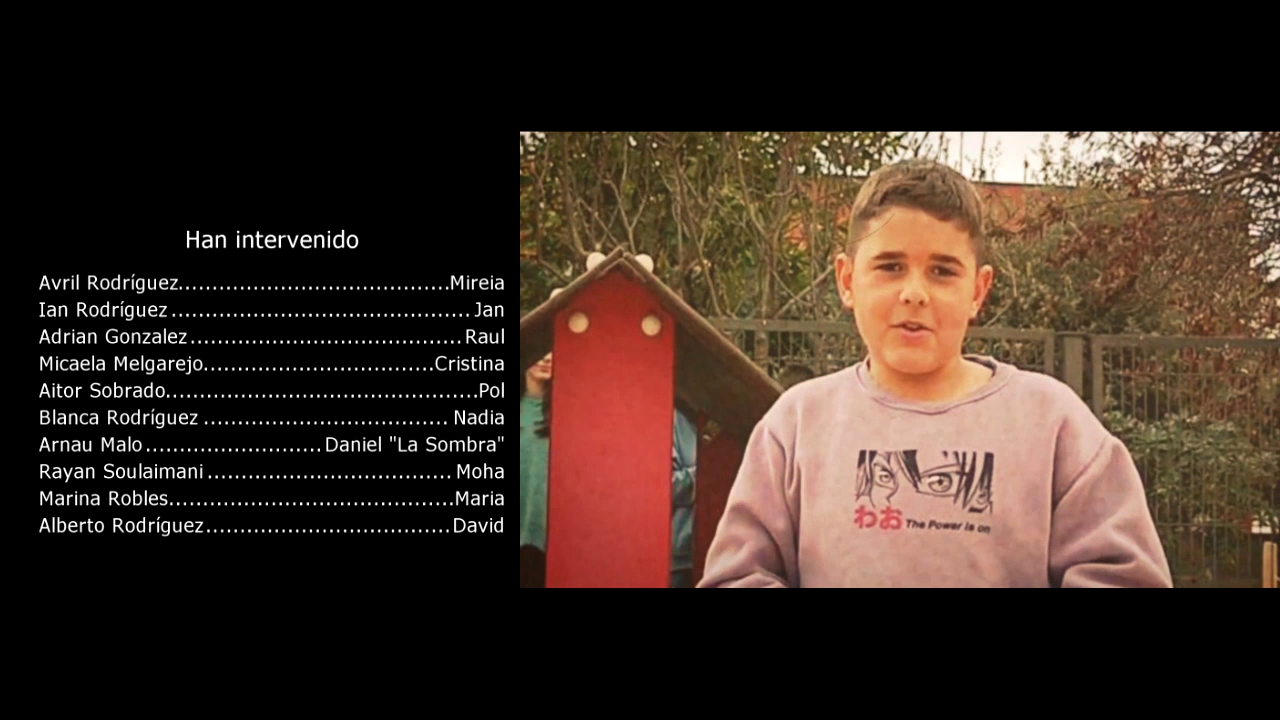 Han intervenido
Avril Rodríguez........................................Mireia
Ian Rodríguez............................................Jan
Adrian Gonzalez........................................Raul
Micaela Melgarejo..................................Cristina
Aitor Sobrado..............................................Pol
Blanca Rodríguez.................................... Nadia
Arnau Malo..........................Daniel "La Sombra"
Rayan Soulaimani.................................... Moha
Marina Robles..........................................Maria
Alberto Rodríguez....................................David
わお The Power is on